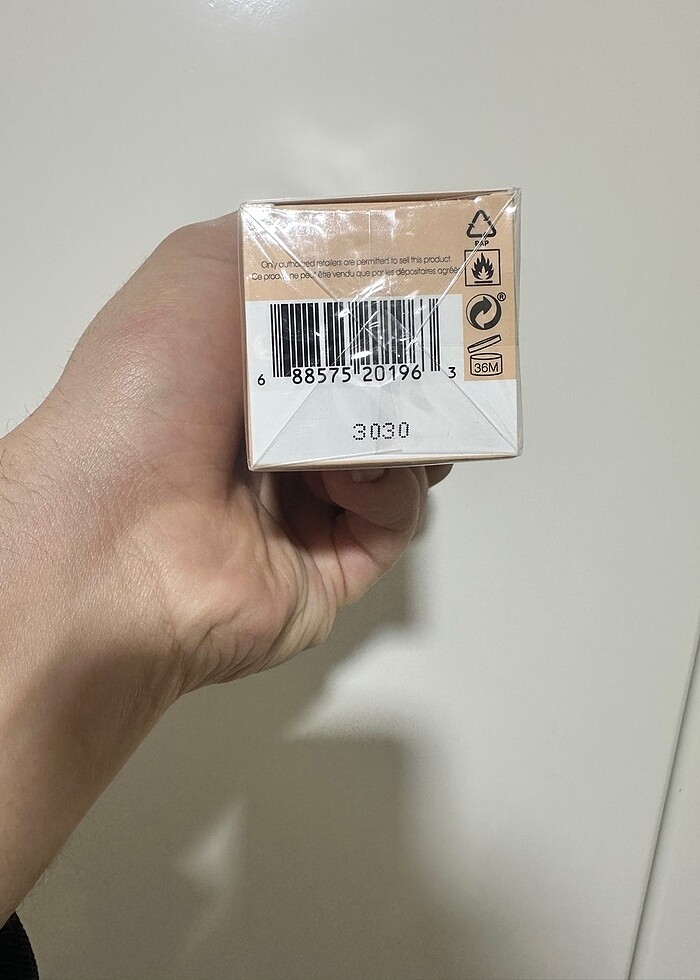 Only authorized retailers are permitted to sell this product.
Ce produit ne peut être vendu que par les dépositaires agréés
PAP
®
36M
6 88575 20196 3
3030